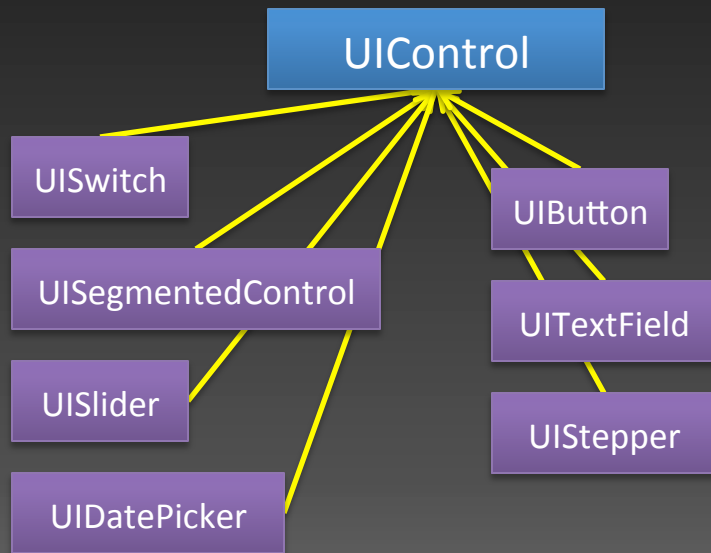 UIControl
UISwitch
UIButton
UISegmentedControl
UITextField
UISlider
UIStepper
UIDatePicker